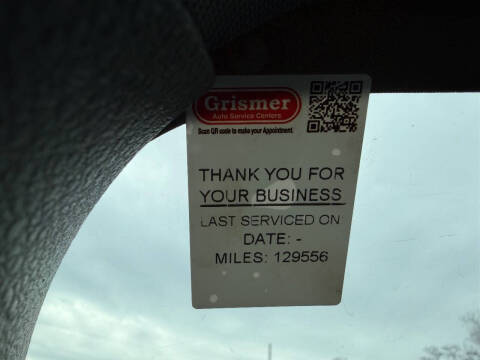 Grismer
Auto Service Centers
Scan QR code to make your Appointment.
THANK YOU FOR
YOUR BUSINESS
LAST SERVICED ON
DATE: -
MILES: 129556